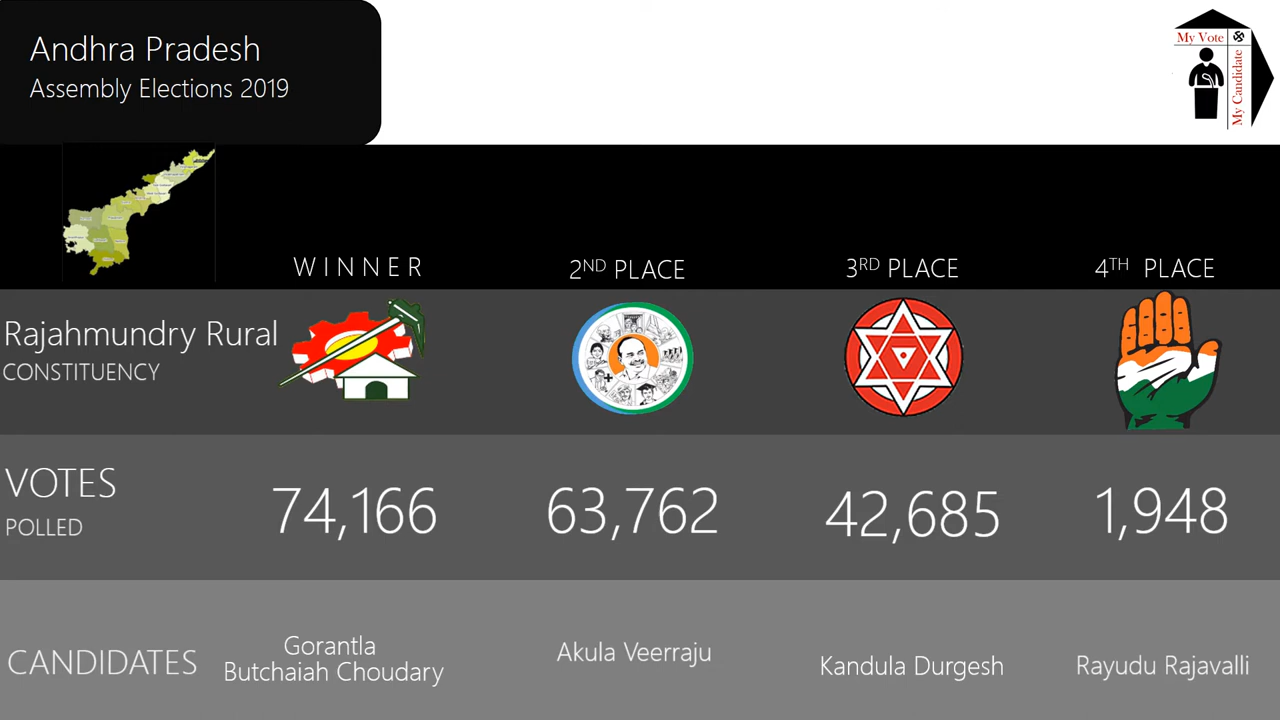 Andhra Pradesh
Assembly Elections 2019
My Vote
My Candidate
WINNER
2ND PLACE
3RD PLACE
4TH PLACE
Rajahmundry Rural
CONSTITUENCY
VOTES
POLLED
74,166
63,762
42,685
1,948
CANDIDATES
Gorantla
Butchaiah Choudary
Akula Veerraju
Kandula Durgesh
Rayudu Rajavalli